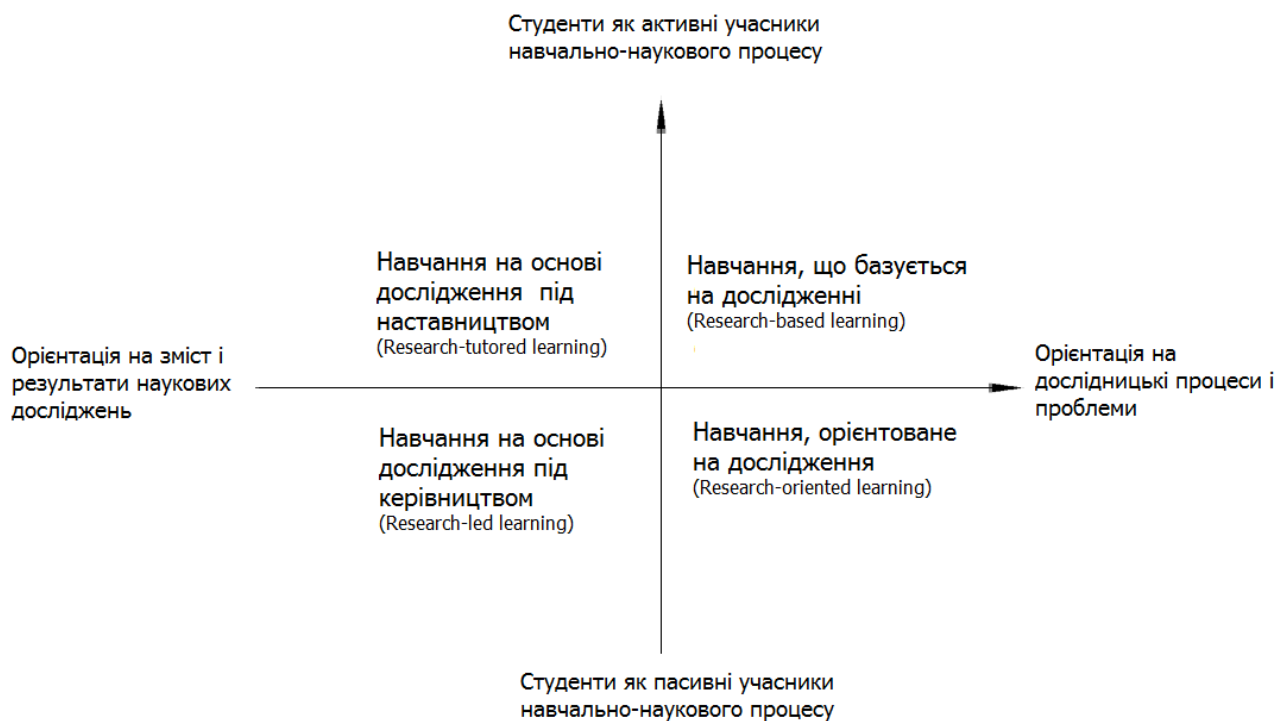 Студенти як активні учасники
навчально-наукового процесу
Навчання на основі
дослідження під
наставництвом
(Research-tutored learning)
Навчання, що базується
на дослідженні
(Research-based learning)
Орієнтація на зміст і
результати наукових
досліджень
Орієнтація на
дослідницькі процеси і
проблеми
Навчання на основі
дослідження під
керівництвом
(Research-led learning)
Навчання, орієнтоване
на дослідження
(Research-oriented learning)
Студенти як пасивні учасники
навчально-наукового процесу